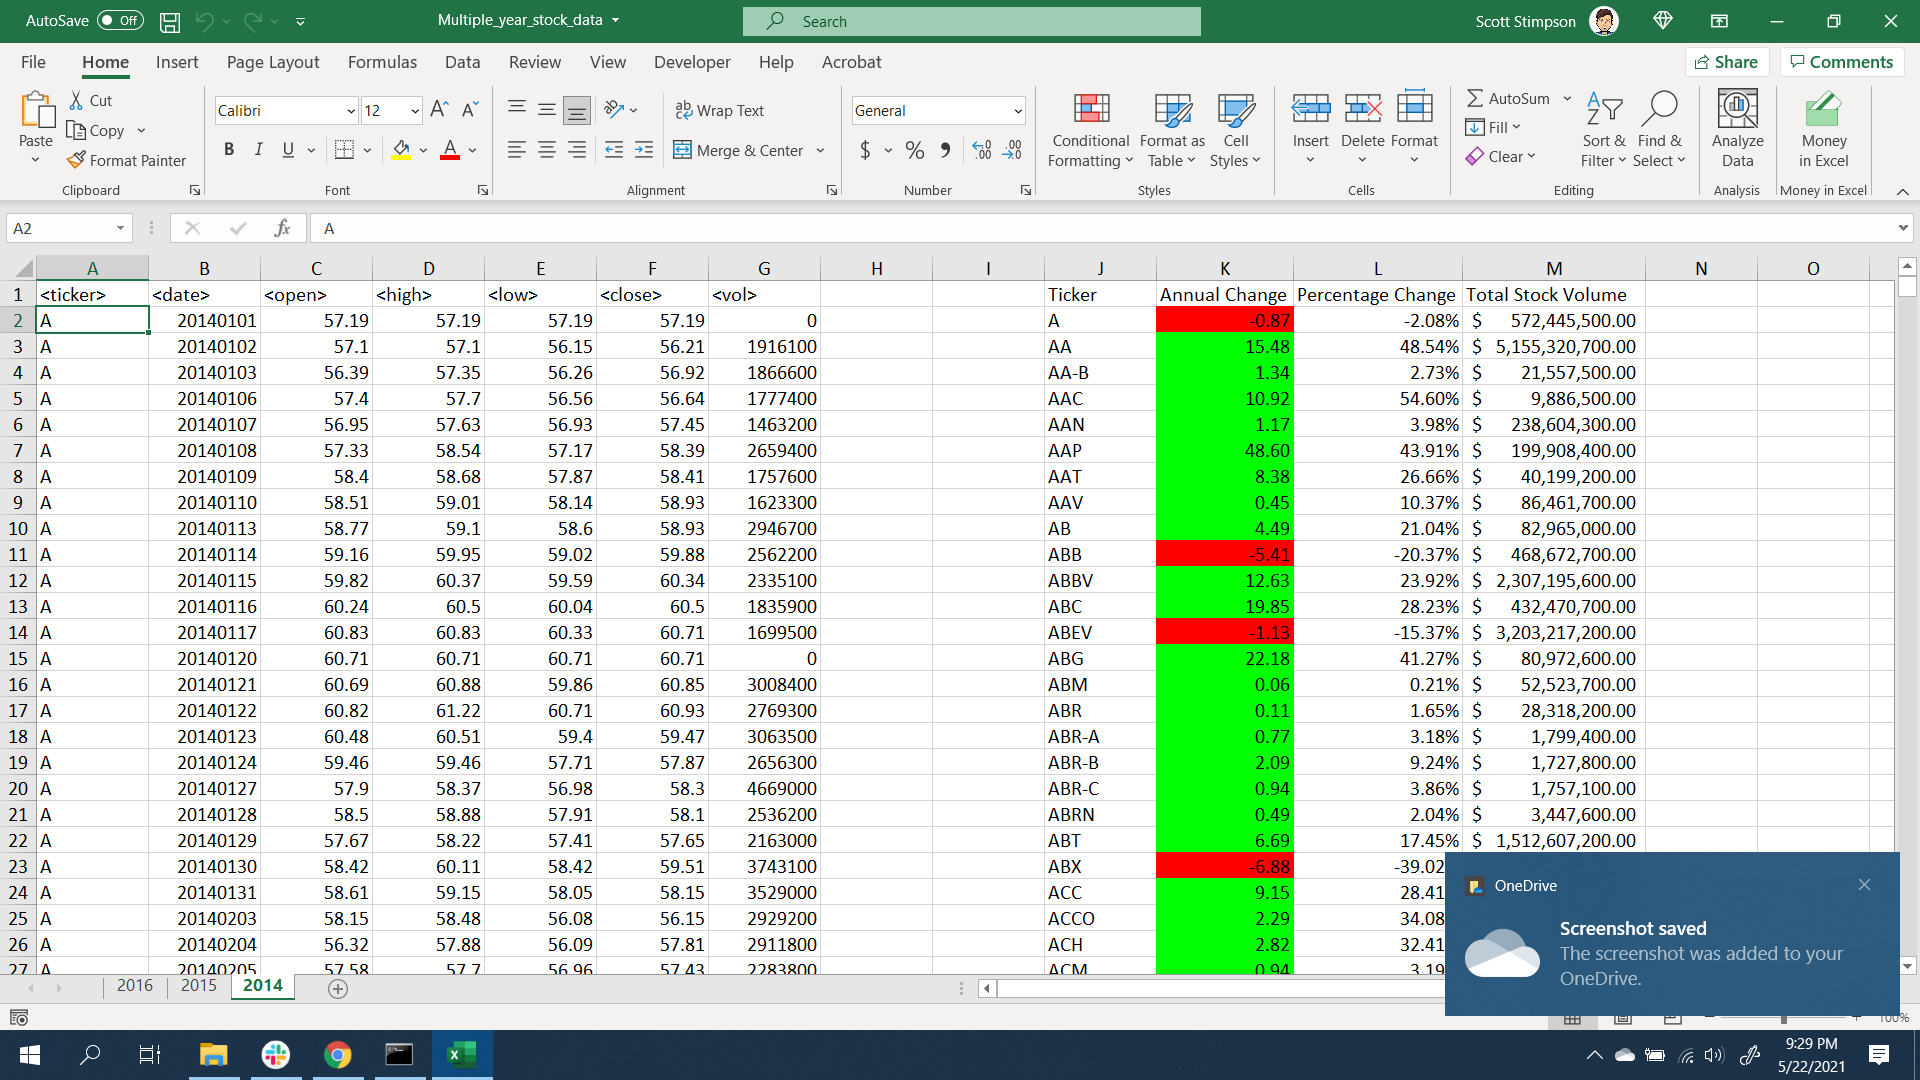 AutoSave Off Multiple_year_stock_data Search Scott Stimpson
File Home Insert Page Layout Formulas Data Review View Developer Help Acrobat Share Comments
Paste Cut Copy Format Painter
Calibri 12 B I U A
ab Wrap Text
Merge & Center
General
$ % 9
Conditional Formatting Format as Table Cell Styles
Insert Delete Format
AutoSum Fill Clear
Sort & Filter Find & Select
Analyze Data Money in Excel
Clipboard Font Alignment Number Styles Cells Editing Analysis Money in Excel
A2 fx A
A B C D E F G H I J K L M N O
1 <ticker> <date> <open> <high> <low> <close> <vol> Ticker Annual Change Percentage Change Total Stock Volume
2 A 20140101 57.19 57.19 57.19 57.19 0 A -0.87 -2.08% $ 572,445,500.00
3 A 20140102 57.1 57.1 56.15 56.21 1916100 AA 15.48 48.54% $ 5,155,320,700.00
4 A 20140103 56.39 57.35 56.26 56.92 1866600 AA-B 1.34 2.73% $ 21,557,500.00
5 A 20140106 57.4 57.7 56.56 56.64 1777400 AAC 10.92 54.60% $ 9,886,500.00
6 A 20140107 56.95 57.63 56.93 57.45 1463200 AAN 1.17 3.98% $ 238,604,300.00
7 A 20140108 57.33 58.54 57.17 58.39 2659400 AAP 48.60 43.91% $ 199,908,400.00
8 A 20140109 58.4 58.68 57.87 58.41 1757600 AAT 8.38 26.66% $ 40,199,200.00
9 A 20140110 58.51 59.01 58.14 58.93 1623300 AAV 0.45 10.37% $ 86,461,700.00
10 A 20140113 58.77 59.1 58.6 58.93 2946700 AB 4.49 21.04% $ 82,965,000.00
11 A 20140114 59.16 59.95 59.02 59.88 2562200 ABB -5.41 -20.37% $ 468,672,700.00
12 A 20140115 59.82 60.37 59.59 60.34 2335100 ABBV 12.63 23.92% $ 2,307,195,600.00
13 A 20140116 60.24 60.5 60.04 60.5 1835900 ABC 19.85 28.23% $ 432,470,700.00
14 A 20140117 60.83 60.83 60.33 60.71 1699500 ABEV -1.13 -15.37% $ 3,203,217,200.00
15 A 20140120 60.71 60.71 60.71 60.71 0 ABG 22.18 41.27% $ 80,972,600.00
16 A 20140121 60.69 60.88 59.86 60.85 3008400 ABM 0.06 0.21% $ 52,523,700.00
17 A 20140122 60.82 61.22 60.71 60.93 2769300 ABR 0.11 1.65% $ 28,318,200.00
18 A 20140123 60.48 60.51 59.4 59.47 3063500 ABR-A 0.77 3.18% $ 1,799,400.00
19 A 20140124 59.46 59.46 57.71 57.87 2656300 ABR-B 2.09 9.24% $ 1,727,800.00
20 A 20140127 57.9 58.37 56.98 58.3 4669000 ABR-C 0.94 3.86% $ 1,757,100.00
21 A 20140128 58.5 58.88 57.91 58.1 2536200 ABRN 0.49 2.04% $ 3,447,600.00
22 A 20140129 57.67 58.22 57.41 57.65 2163000 ABT 6.69 17.45% $ 1,512,607,200.00
23 A 20140130 58.42 60.11 58.42 59.51 3743100 ABX -6.88 -39.02
24 A 20140131 58.61 59.15 58.05 58.15 3529000 ACC 9.15 28.41
25 A 20140203 58.15 58.48 56.08 56.15 2929200 ACCO 2.29 34.08
26 A 20140204 56.32 57.88 56.09 57.81 2911800 ACH 2.82 32.41
27 A 20140205 57.58 57.7 56.96 57.43 2283800 ACM 0.94 3.19
OneDrive
Screenshot saved
The screenshot was added to your
OneDrive.
2016 2015 2014
100%
9:29 PM
5/22/2021